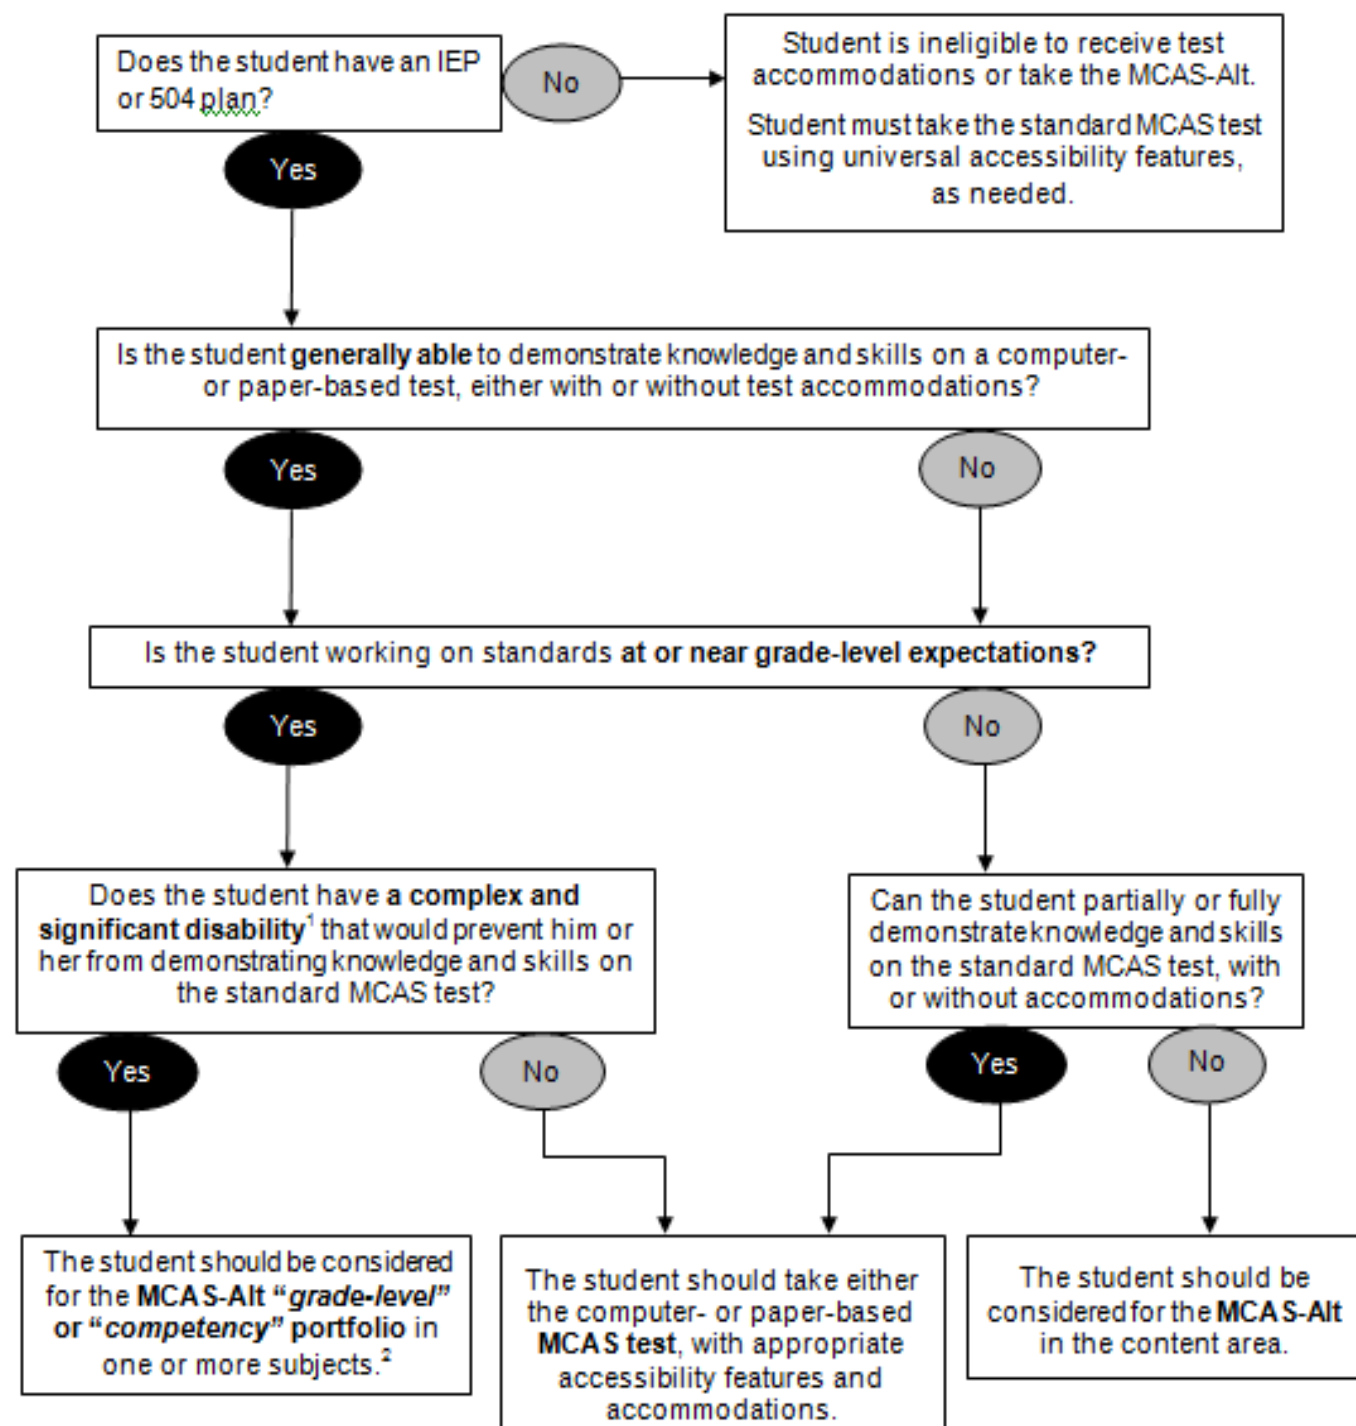 Does the student have an IEP
or 504 plan?
No
Student is ineligible to receive test
accommodations or take the MCAS-Alt.
Student must take the standard MCAS test
using universal accessibility features,
as needed.
Yes
Is the student generally able to demonstrate knowledge and skills on a computer-
or paper-based test, either with or without test accommodations?
Yes
No
Is the student working on standards at or near grade-level expectations?
Yes
No
Does the student have a complex and
significant disability¹ that would prevent him or
her from demonstrating knowledge and skills on
the standard MCAS test?
Can the student partially or fully
demonstrate knowledge and skills
on the standard MCAS test, with
or without accommodations?
Yes
No
Yes
No
The student should be considered
for the MCAS-Alt “grade-level”
or “competency” portfolio in
one or more subjects.²
The student should take either
the computer- or paper-based
MCAS test, with appropriate
accessibility features and
accommodations.
The student should be
considered for the MCAS-Alt
in the content area.